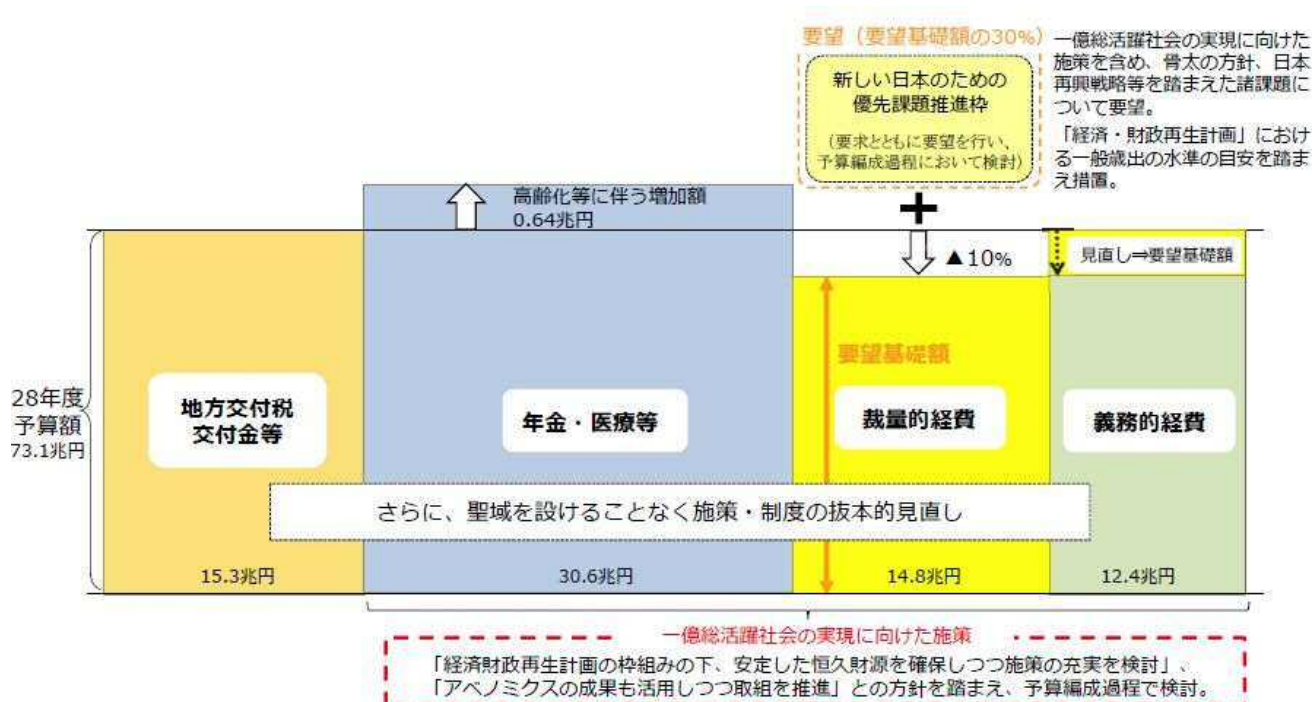 要望（要望基礎額の30%）
新しい日本のための
優先課題推進枠
（要求とともに要望を行い、
予算編成過程において検討）
一億総活躍社会の実現に向けた
施策を含め、骨太の方針、日本
再興戦略等を踏まえた諸課題に
ついて要望。
「経済・財政再生計画」におけ
る一般歳出の水準の目安を踏ま
え措置。
高齢化等に伴う増加額
0.64兆円
+
▲10%
見直し⇒要望基礎額
要望基礎額
28年度
予算額
73.1兆円
地方交付税
交付金等
年金・医療等
裁量的経費
義務的経費
さらに、聖域を設けることなく施策・制度の抜本的見直し
15.3兆円
30.6兆円
14.8兆円
12.4兆円
一億総活躍社会の実現に向けた施策
「経済財政再生計画の枠組みの下、安定した恒久財源を確保しつつ施策の充実を検討」、
「アベノミクスの成果も活用しつつ取組を推進」との方針を踏まえ、予算編成過程で検討。